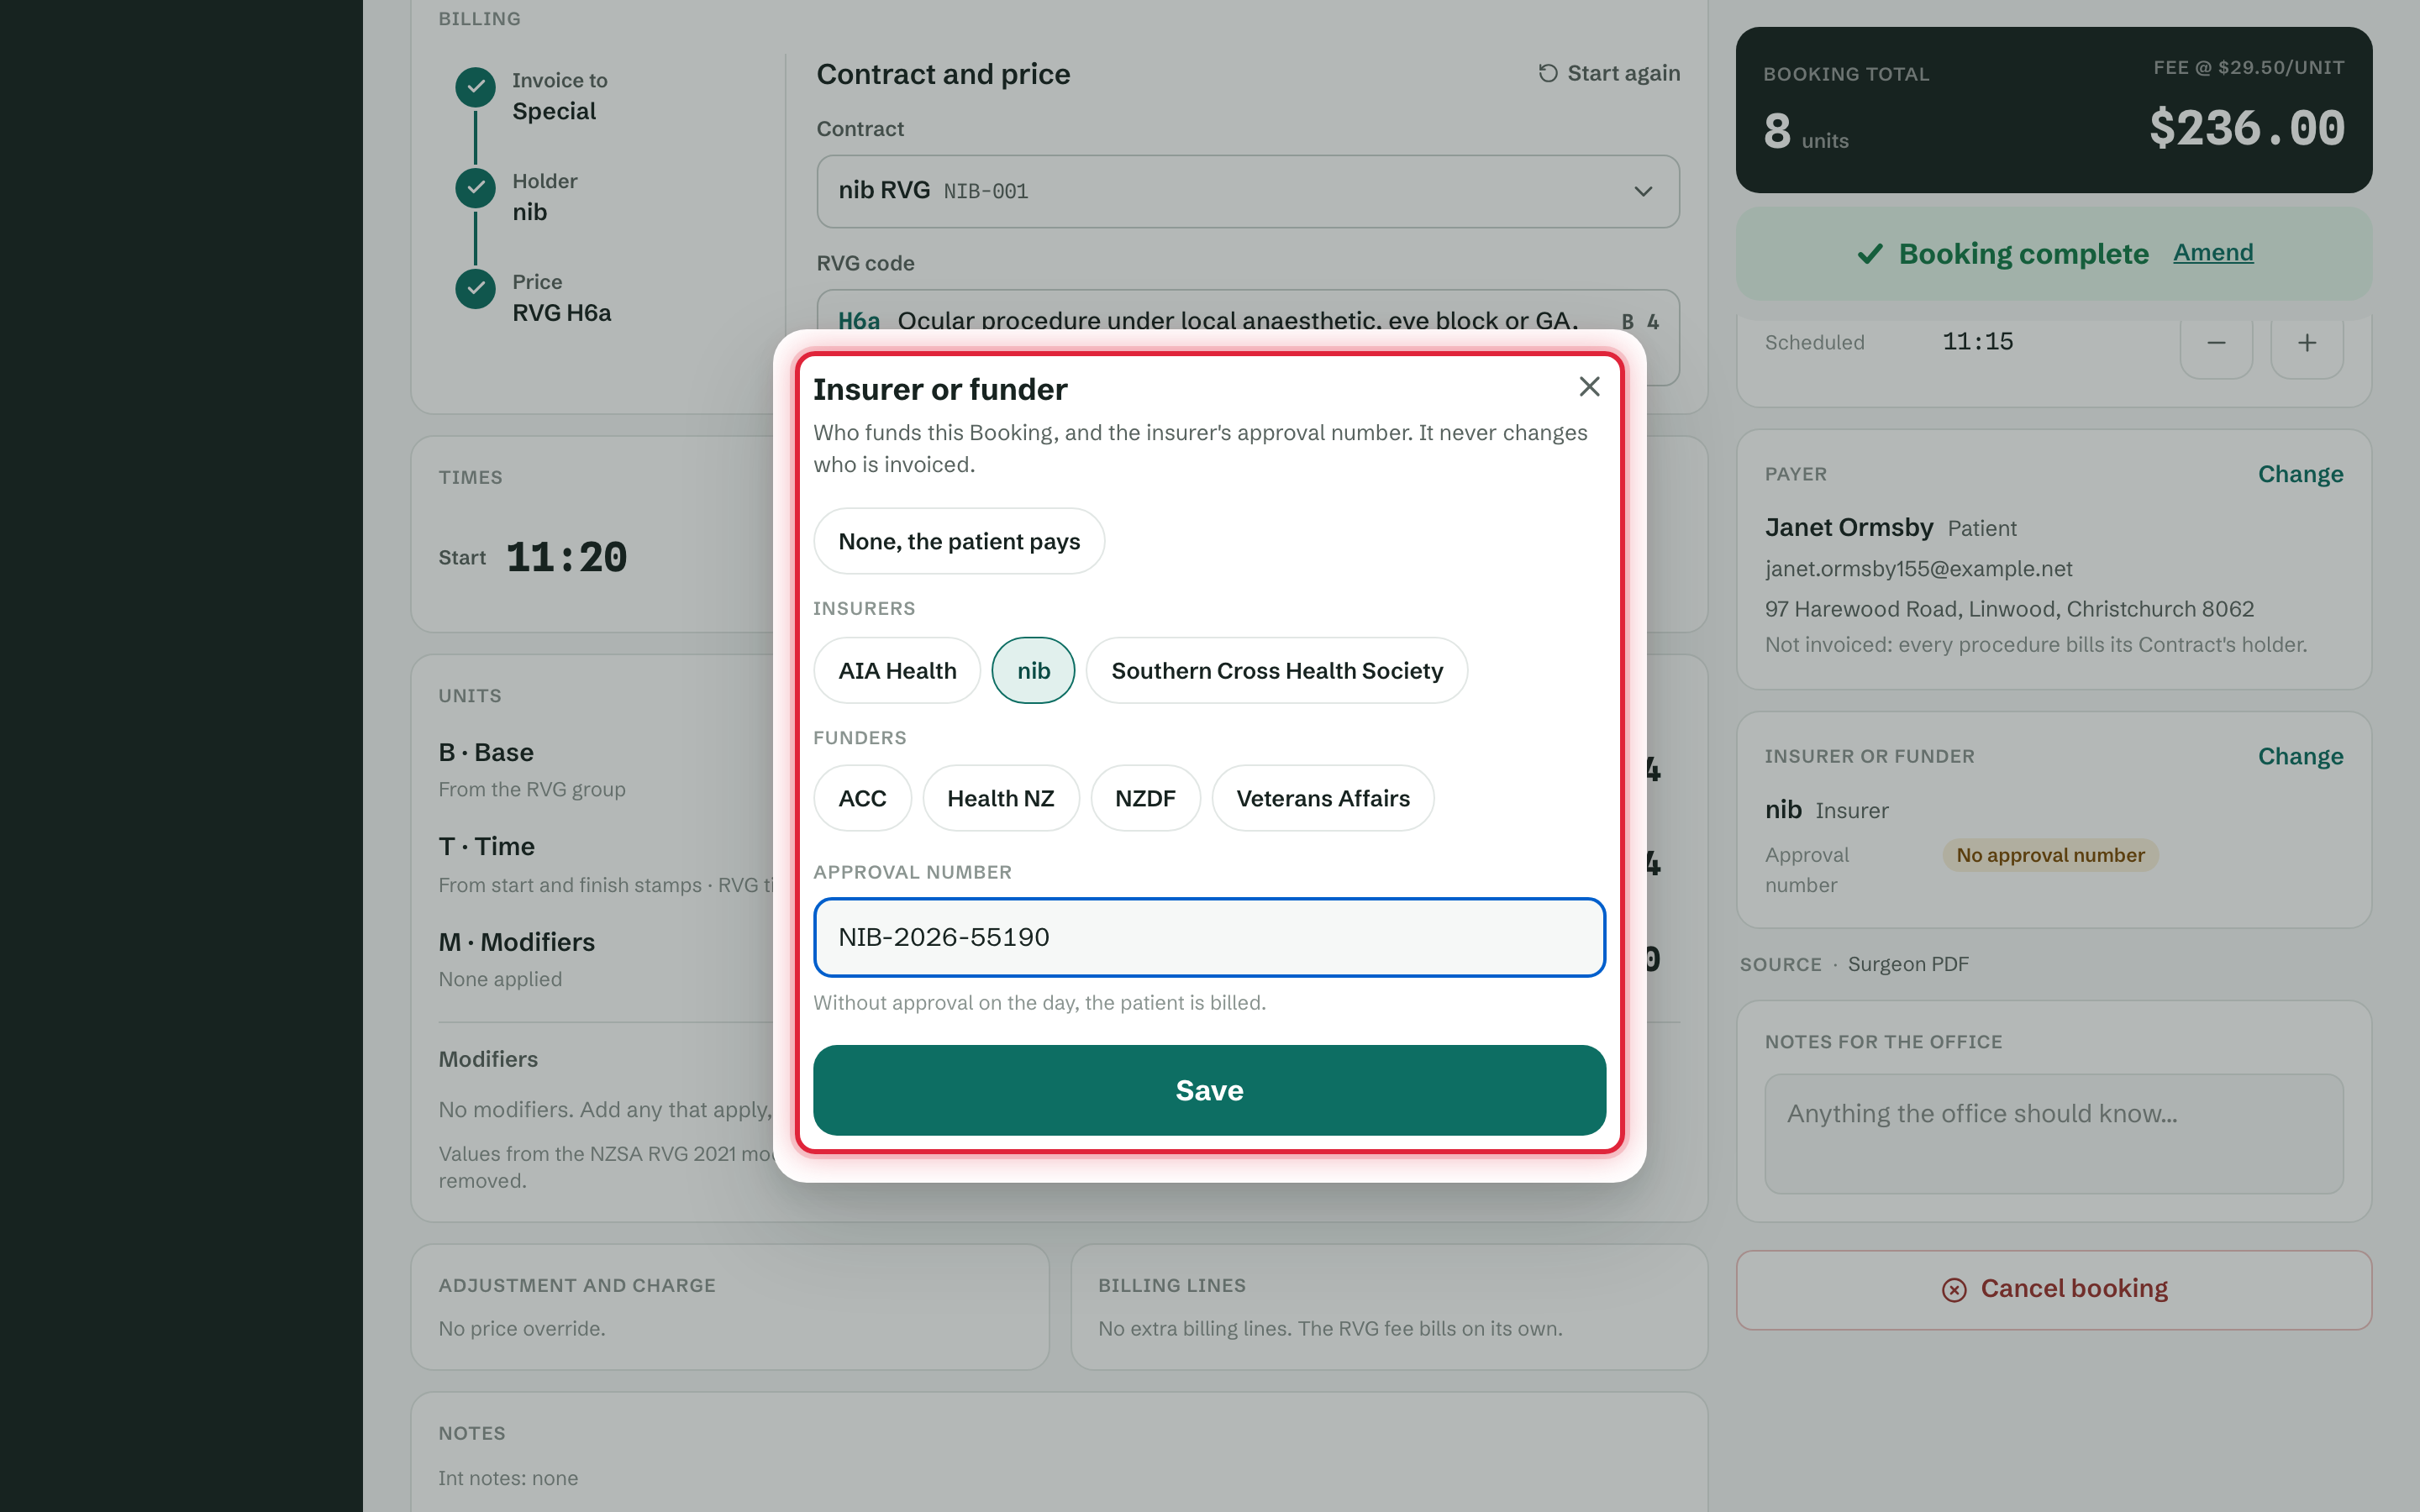 BILLING
Invoice to
Special
Holder
nib
Price
RVG H6a
Contract and price
Start again
Contract
nib RVG NIB-001
RVG code
H6a Ocular procedure under local anaesthetic, eye block or GA. B 4
TIMES
Start 11:20
UNITS
B · Base
From the RVG group
4
T · Time
From start and finish stamps · RVG
4
M · Modifiers
None applied
0
Modifiers
No modifiers. Add any that apply,
Values from the NZSA RVG 2021
removed.
ADJUSTMENT AND CHARGE
No price override.
BILLING LINES
No extra billing lines. The RVG fee bills on its own.
NOTES
Int notes: none
Insurer or funder
Who funds this Booking, and the insurer's approval number. It never changes
who is invoiced.
None, the patient pays
INSURERS
AIA Health nib Southern Cross Health Society
FUNDERS
ACC Health NZ NZDF Veterans Affairs
APPROVAL NUMBER
NIB-2026-55190
Without approval on the day, the patient is billed.
Save
BOOKING TOTAL FEE @ $29.50/UNIT
8 units $236.00
Booking complete Amend
Scheduled 11:15 − +
PAYER Change
Janet Ormsby Patient
janet.ormsby155@example.net
97 Harewood Road, Linwood, Christchurch 8062
Not invoiced: every procedure bills its Contract's holder.
INSURER OR FUNDER Change
nib Insurer
Approval
number
No approval number
SOURCE · Surgeon PDF
NOTES FOR THE OFFICE
Anything the office should know...
Cancel booking